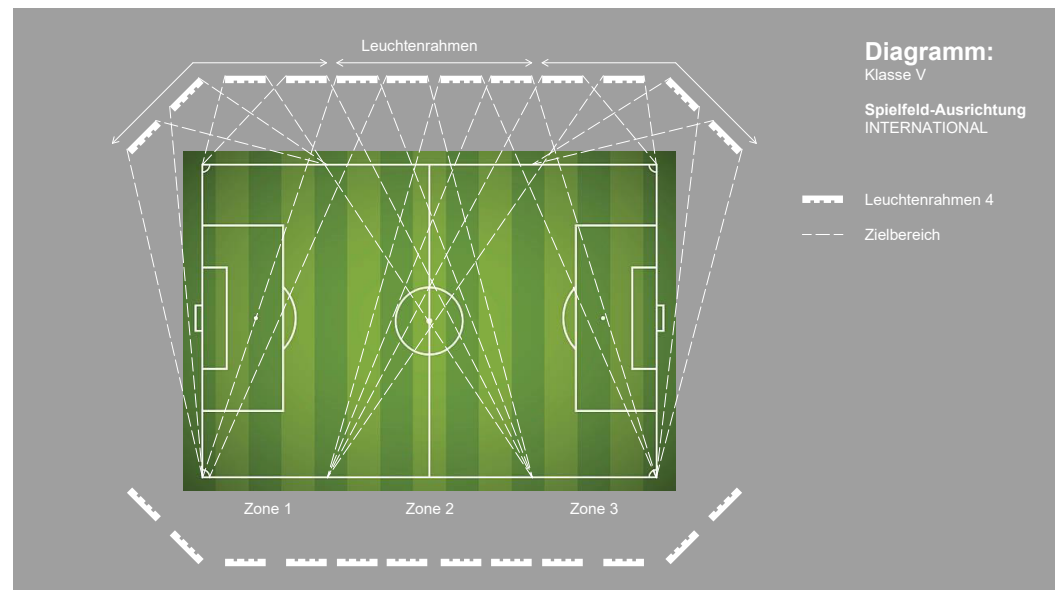 Leuchtenrahmen
Diagramm:
Klasse V
Spielfeld-Ausrichtung
INTERNATIONAL
Leuchtenrahmen 4
Zielbereich
Zone 1
Zone 2
Zone 3